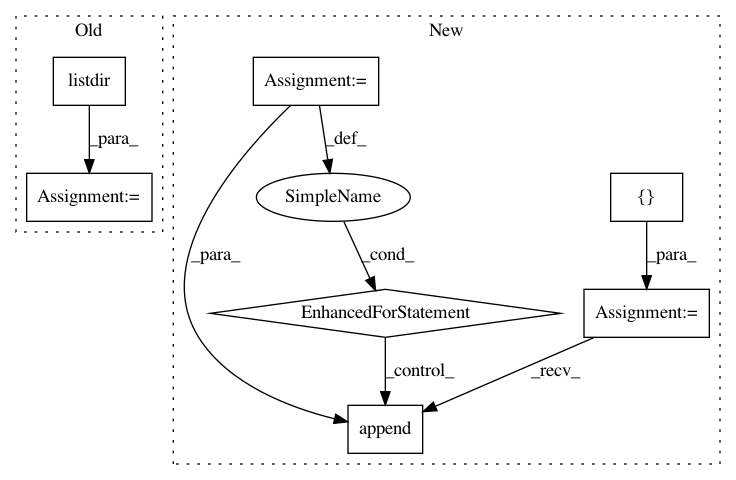 Old
New
listdir
Assignment:=
_para_
_def_
Assignment:=
SimpleName
{}
_para_
_cond_
_para_
EnhancedForStatement
Assignment:=
_control_
_recv_
append